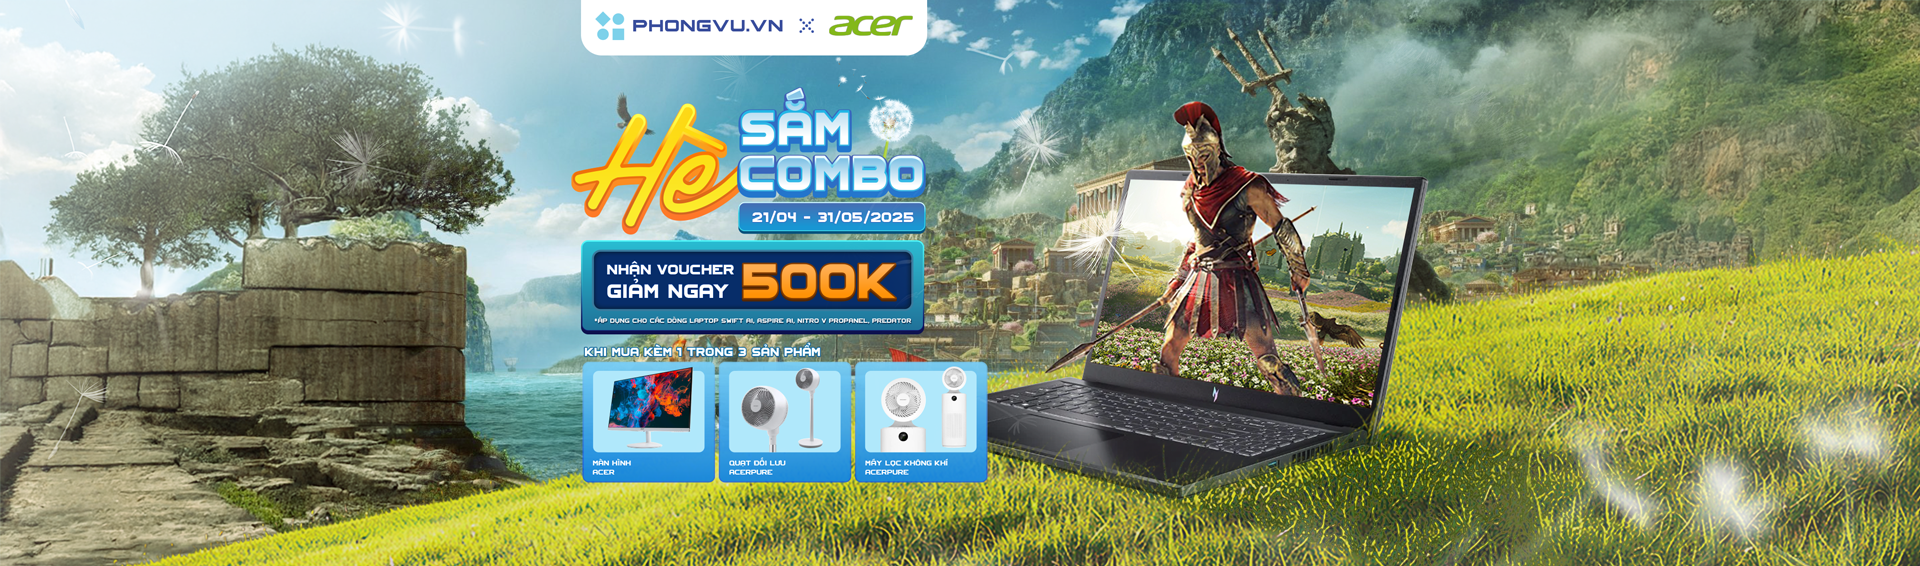 PHONGVU.VN × acer
Hè SẮM
COMBO
21/04 - 31/05/2025
NHẬN VOUCHER
GIẢM NGAY 500K
*ÁP DỤNG CHO CÁC DÒNG LAPTOP SWIFT AI, ASPIRE AI, NITRO V PROPANEL, PREDATOR
KHI MUA KÈM 1 TRONG 3 SẢN PHẨM
MÀN HÌNH
ACER
QUẠT ĐỐI LƯU
ACERPURE
MÁY LỌC KHÔNG KHÍ
ACERPURE